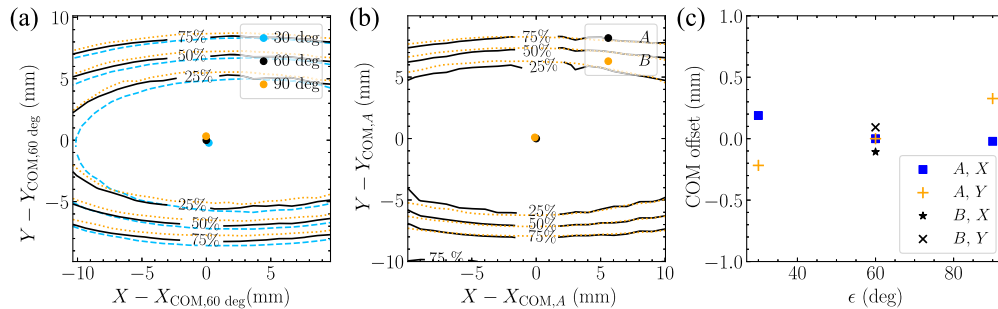 (a)
75%
50%
25%
25%
50%
75%
30 deg
60 deg
90 deg
10
5
0
−5
−10
−5
0
5
Y − Y_COM,60 deg (mm)
X − X_COM,60 deg(mm)
(b)
75%
50%
25%
25%
50%
75%
75.%
A
B
5
0
−5
−10
−10
−5
0
5
10
Y − Y_COM,A (mm)
X − X_COM,A (mm)
(c)
1.0
0.5
0.0
−0.5
−1.0
40
60
80
COM offset
ϵ (deg)
A, X
A, Y
B, X
B, Y